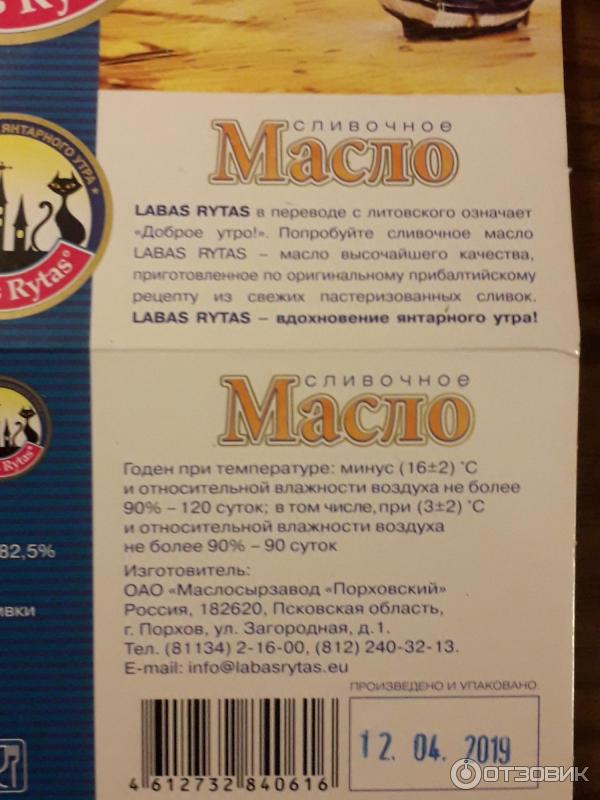 s Rytas
ЯНТАРНОГО УТРА *
s Rytas®
СЛИВОЧНОЕ
Масло
LABAS RYTAS в переводе с литовского означает
«Доброе утро!». Попробуйте сливочное масло
LABAS RYTAS – масло высочайшего качества,
приготовленное по оригинальному прибалтийскому
рецепту из свежих пастеризованных сливок.
LABAS RYTAS – вдохновение янтарного утра!
s Rytas®
82,5%
ивки
СЛИВОЧНОЕ
Масло
Годен при температуре: минус (16±2) °С
и относительной влажности воздуха не более
90% – 120 суток; в том числе, при (3±2) °С
и относительной влажности воздуха
не более 90% – 90 суток
Изготовитель:
ОАО «Маслосырзавод «Порховский»
Россия, 182620, Псковская область,
г. Порхов, ул. Загородная, д.1.
Тел. (81134) 2-16-00, (812) 240-32-13.
E-mail: info@labasrytas.eu
ПРОИЗВЕДЕНО И УПАКОВАНО:
12. 04. 2019
4 612732 840616
ОТЗОВИК